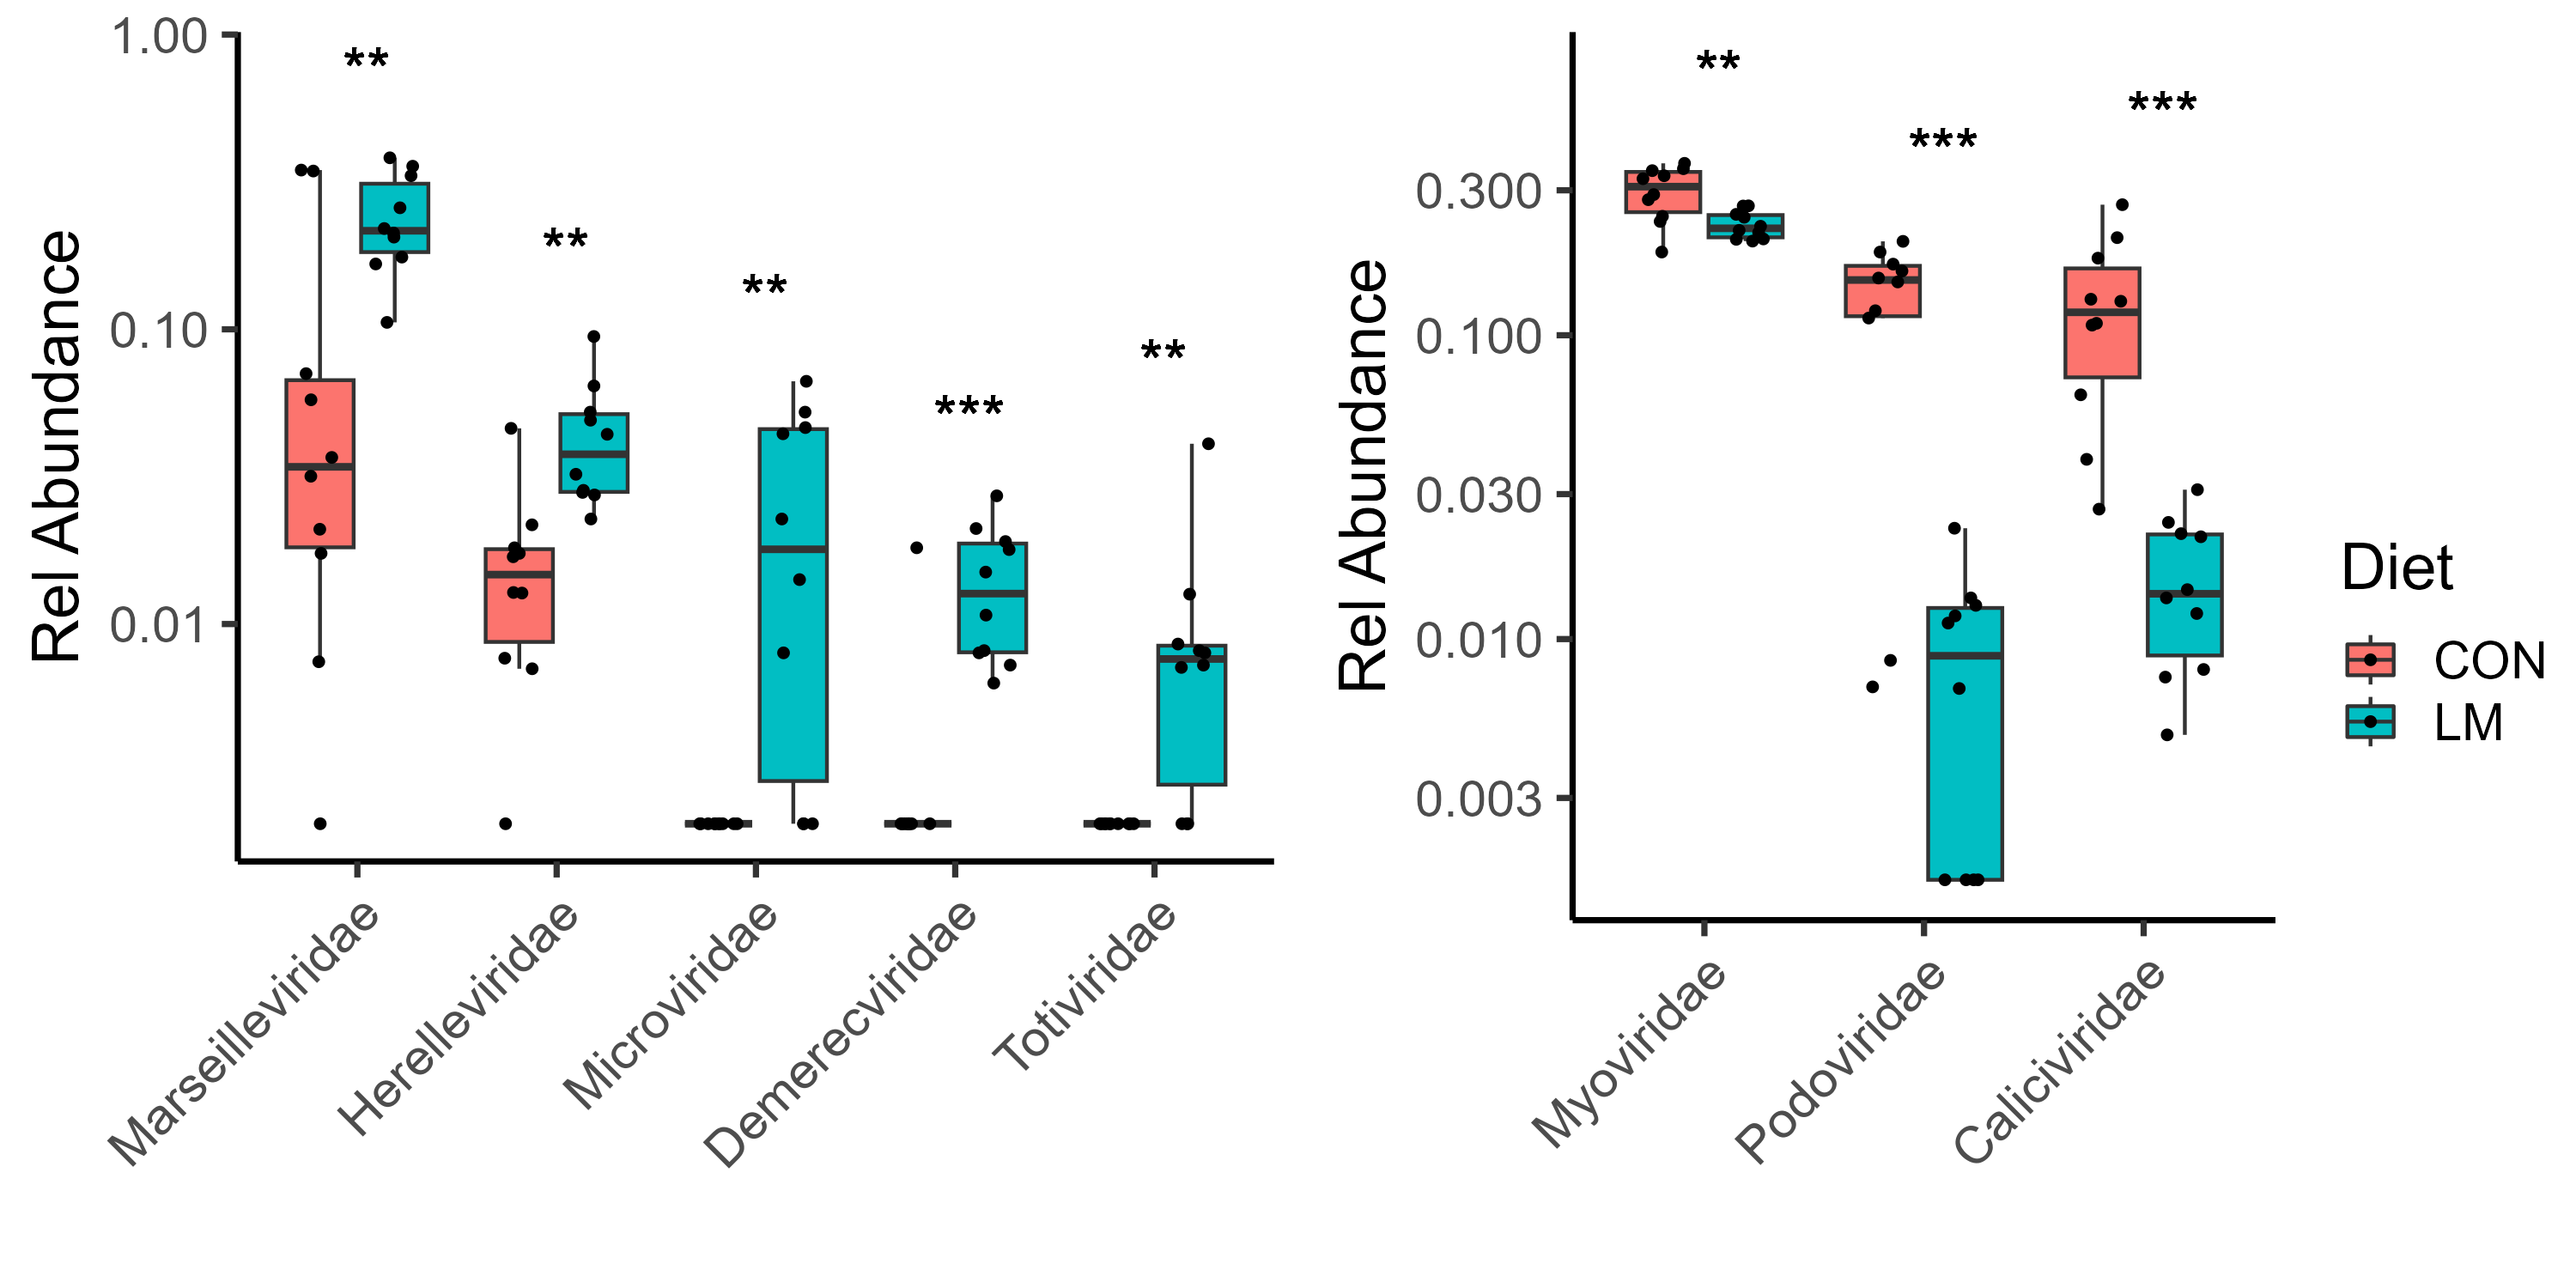 Rel Abundance
1.00
0.10
0.01
**
**
**
***
**
Marseilleviridae
Herelleviridae
Microviridae
Demerecviridae
Totiviridae
Rel Abundance
0.300
0.100
0.030
0.010
0.003
**
***
***
Myoviridae
Podoviridae
Caliciviridae
Diet
CON
LM